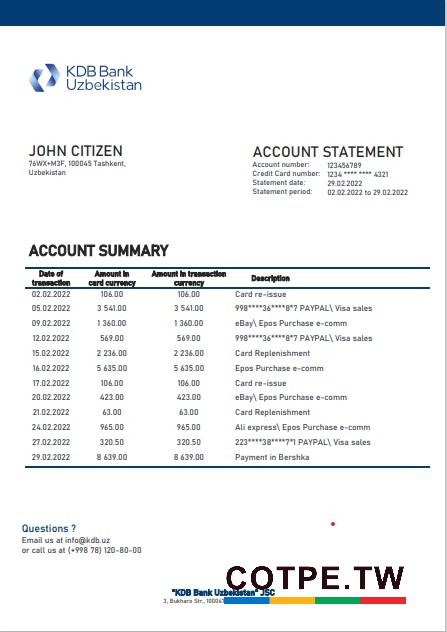 KDB Bank
Uzbekistan
JOHN CITIZEN
76WX+M3F, 100045 Tashkent,
Uzbekistan
ACCOUNT STATEMENT
Account number: 123456789
Credit Card number: 1234 **** **** 4321
Statement date: 29.02.2022
Statement period: 02.02.2022 to 29.02.2022
ACCOUNT SUMMARY
Date of transaction Amount in card currency Amount in transaction currency Description
02.02.2022 106.00 106.00 Card re-issue
05.02.2022 3 541.00 3 541.00 998****36****8*7 PAYPAL\ Visa sales
09.02.2022 1 360.00 1 360.00 eBay\ Epos Purchase e-comm
12.02.2022 569.00 569.00 998****36****8*7 PAYPAL\ Visa sales
15.02.2022 2 236.00 2 236.00 Card Replenishment
16.02.2022 5 635.00 5 635.00 Epos Purchase e-comm
17.02.2022 106.00 106.00 Card re-issue
20.02.2022 423.00 423.00 eBay\ Epos Purchase e-comm
21.02.2022 63.00 63.00 Card Replenishment
24.02.2022 965.00 965.00 Ali express\ Epos Purchase e-comm
27.02.2022 320.50 320.50 223****38****7*1 PAYPAL\ Visa sales
29.02.2022 8 639.00 8 639.00 Payment in Bershka
Questions ?
Email us at info@kdb.uz
or call us at (+998 78) 120-80-00
COTPE.TW
"KDB Bank Uzbekistan" JSC
3, Bukharo Str.,